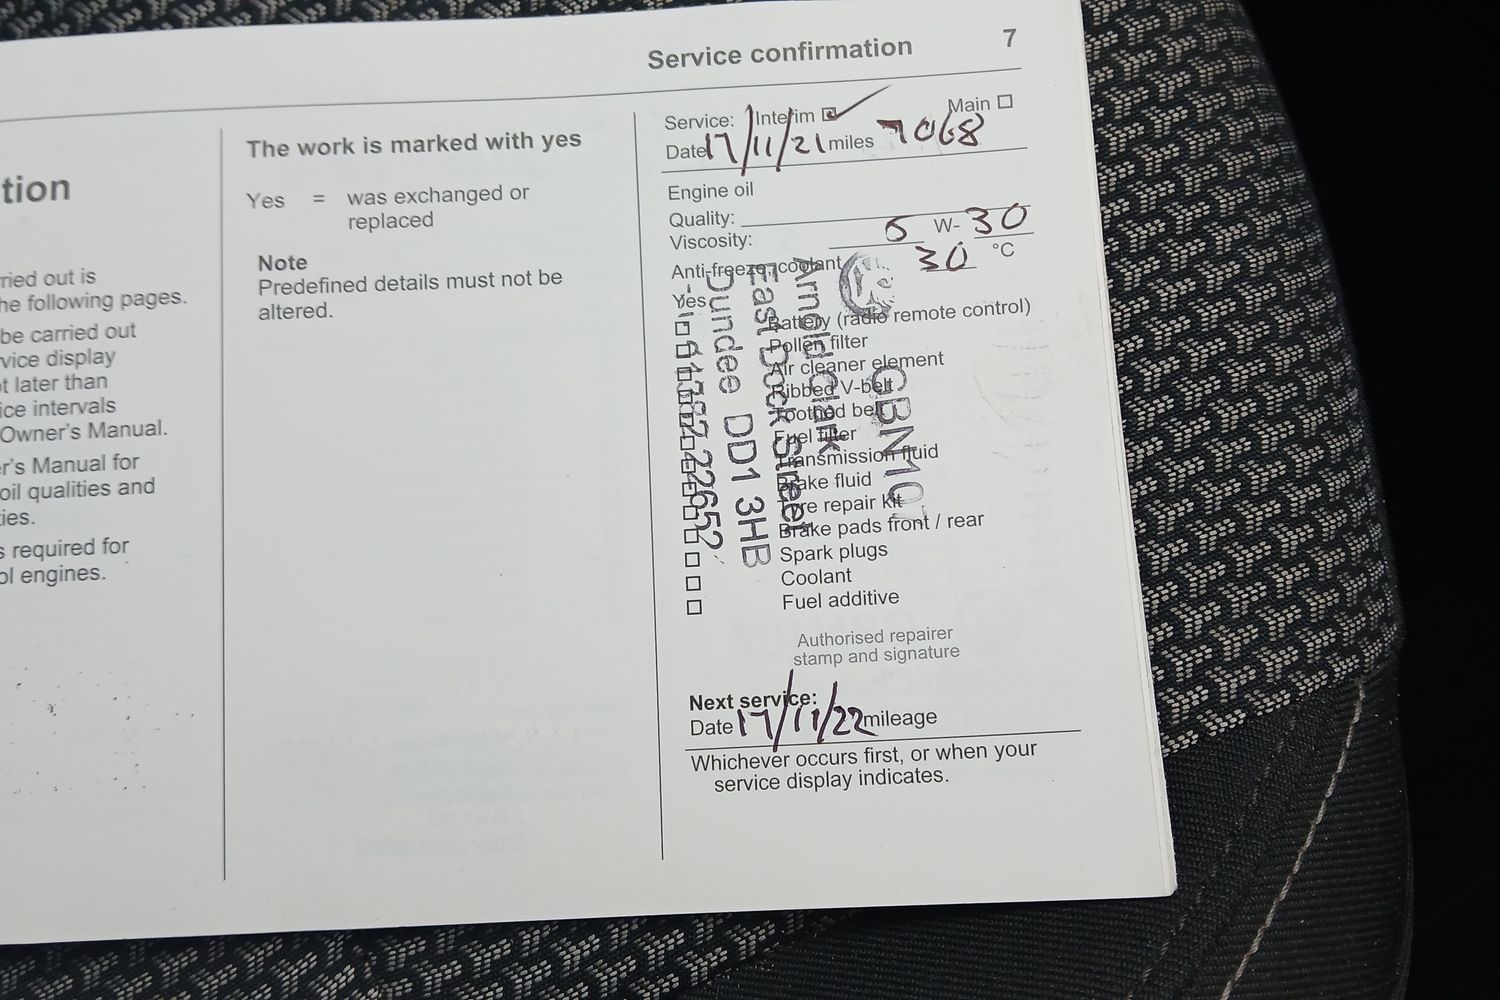 Service confirmation 7
tion
ried out is
he following pages.
be carried out
vice display
t later than
ice intervals
Owner's Manual.
r's Manual for
oil qualities and
ies.
s required for
ol engines.
The work is marked with yes
Yes = was exchanged or
replaced
Note
Predefined details must not be
altered.
Service: Interim Main
Date 17/11/21 miles 7068
Engine oil
Quality:
Viscosity: 5 W- 30
Anti-freeze, coolant 30 °C
Yes
Battery (radio remote control)
Pollen filter
Air cleaner element
Ribbed V-belt
Toothed belt
Fuel filter
Transmission fluid
Brake fluid
Tyre repair kit
Brake pads front / rear
Spark plugs
Coolant
Fuel additive
GBN107
Arnold Clark
East Dock Street
Dundee DD1 3HB
Authorised repairer
stamp and signature
Next service:
Date 17/11/22 mileage
Whichever occurs first, or when your
service display indicates.